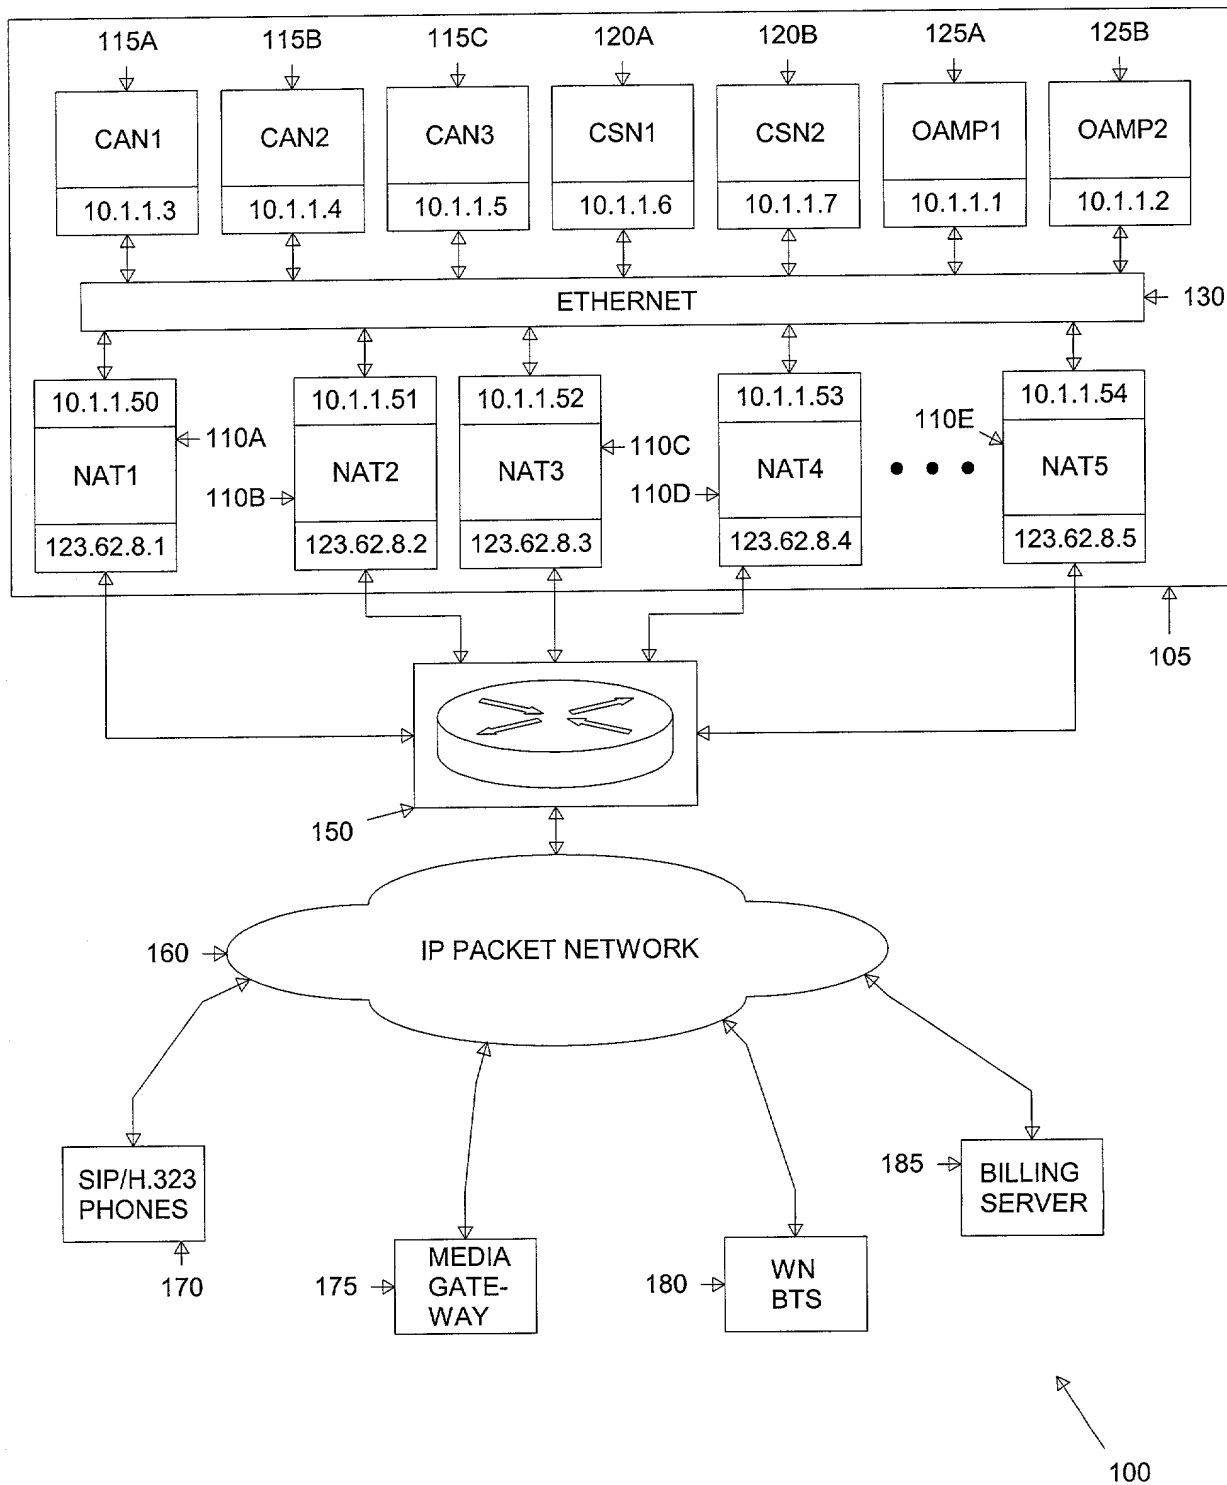 115A 115B 115C 120A 120B 125A 125B
CAN1 CAN2 CAN3 CSN1 CSN2 OAMP1 OAMP2
10.1.1.3 10.1.1.4 10.1.1.5 10.1.1.6 10.1.1.7 10.1.1.1 10.1.1.2
ETHERNET 130
10.1.1.50 10.1.1.51 10.1.1.52 10.1.1.53 10.1.1.54
110A 110C 110E
NAT1 NAT2 NAT3 NAT4 NAT5
110B 110D
123.62.8.1 123.62.8.2 123.62.8.3 123.62.8.4 123.62.8.5
105
150
160 IP PACKET NETWORK
SIP/H.323
PHONES
170
185
BILLING
SERVER
175
MEDIA
GATE-
WAY
180
WN
BTS
100